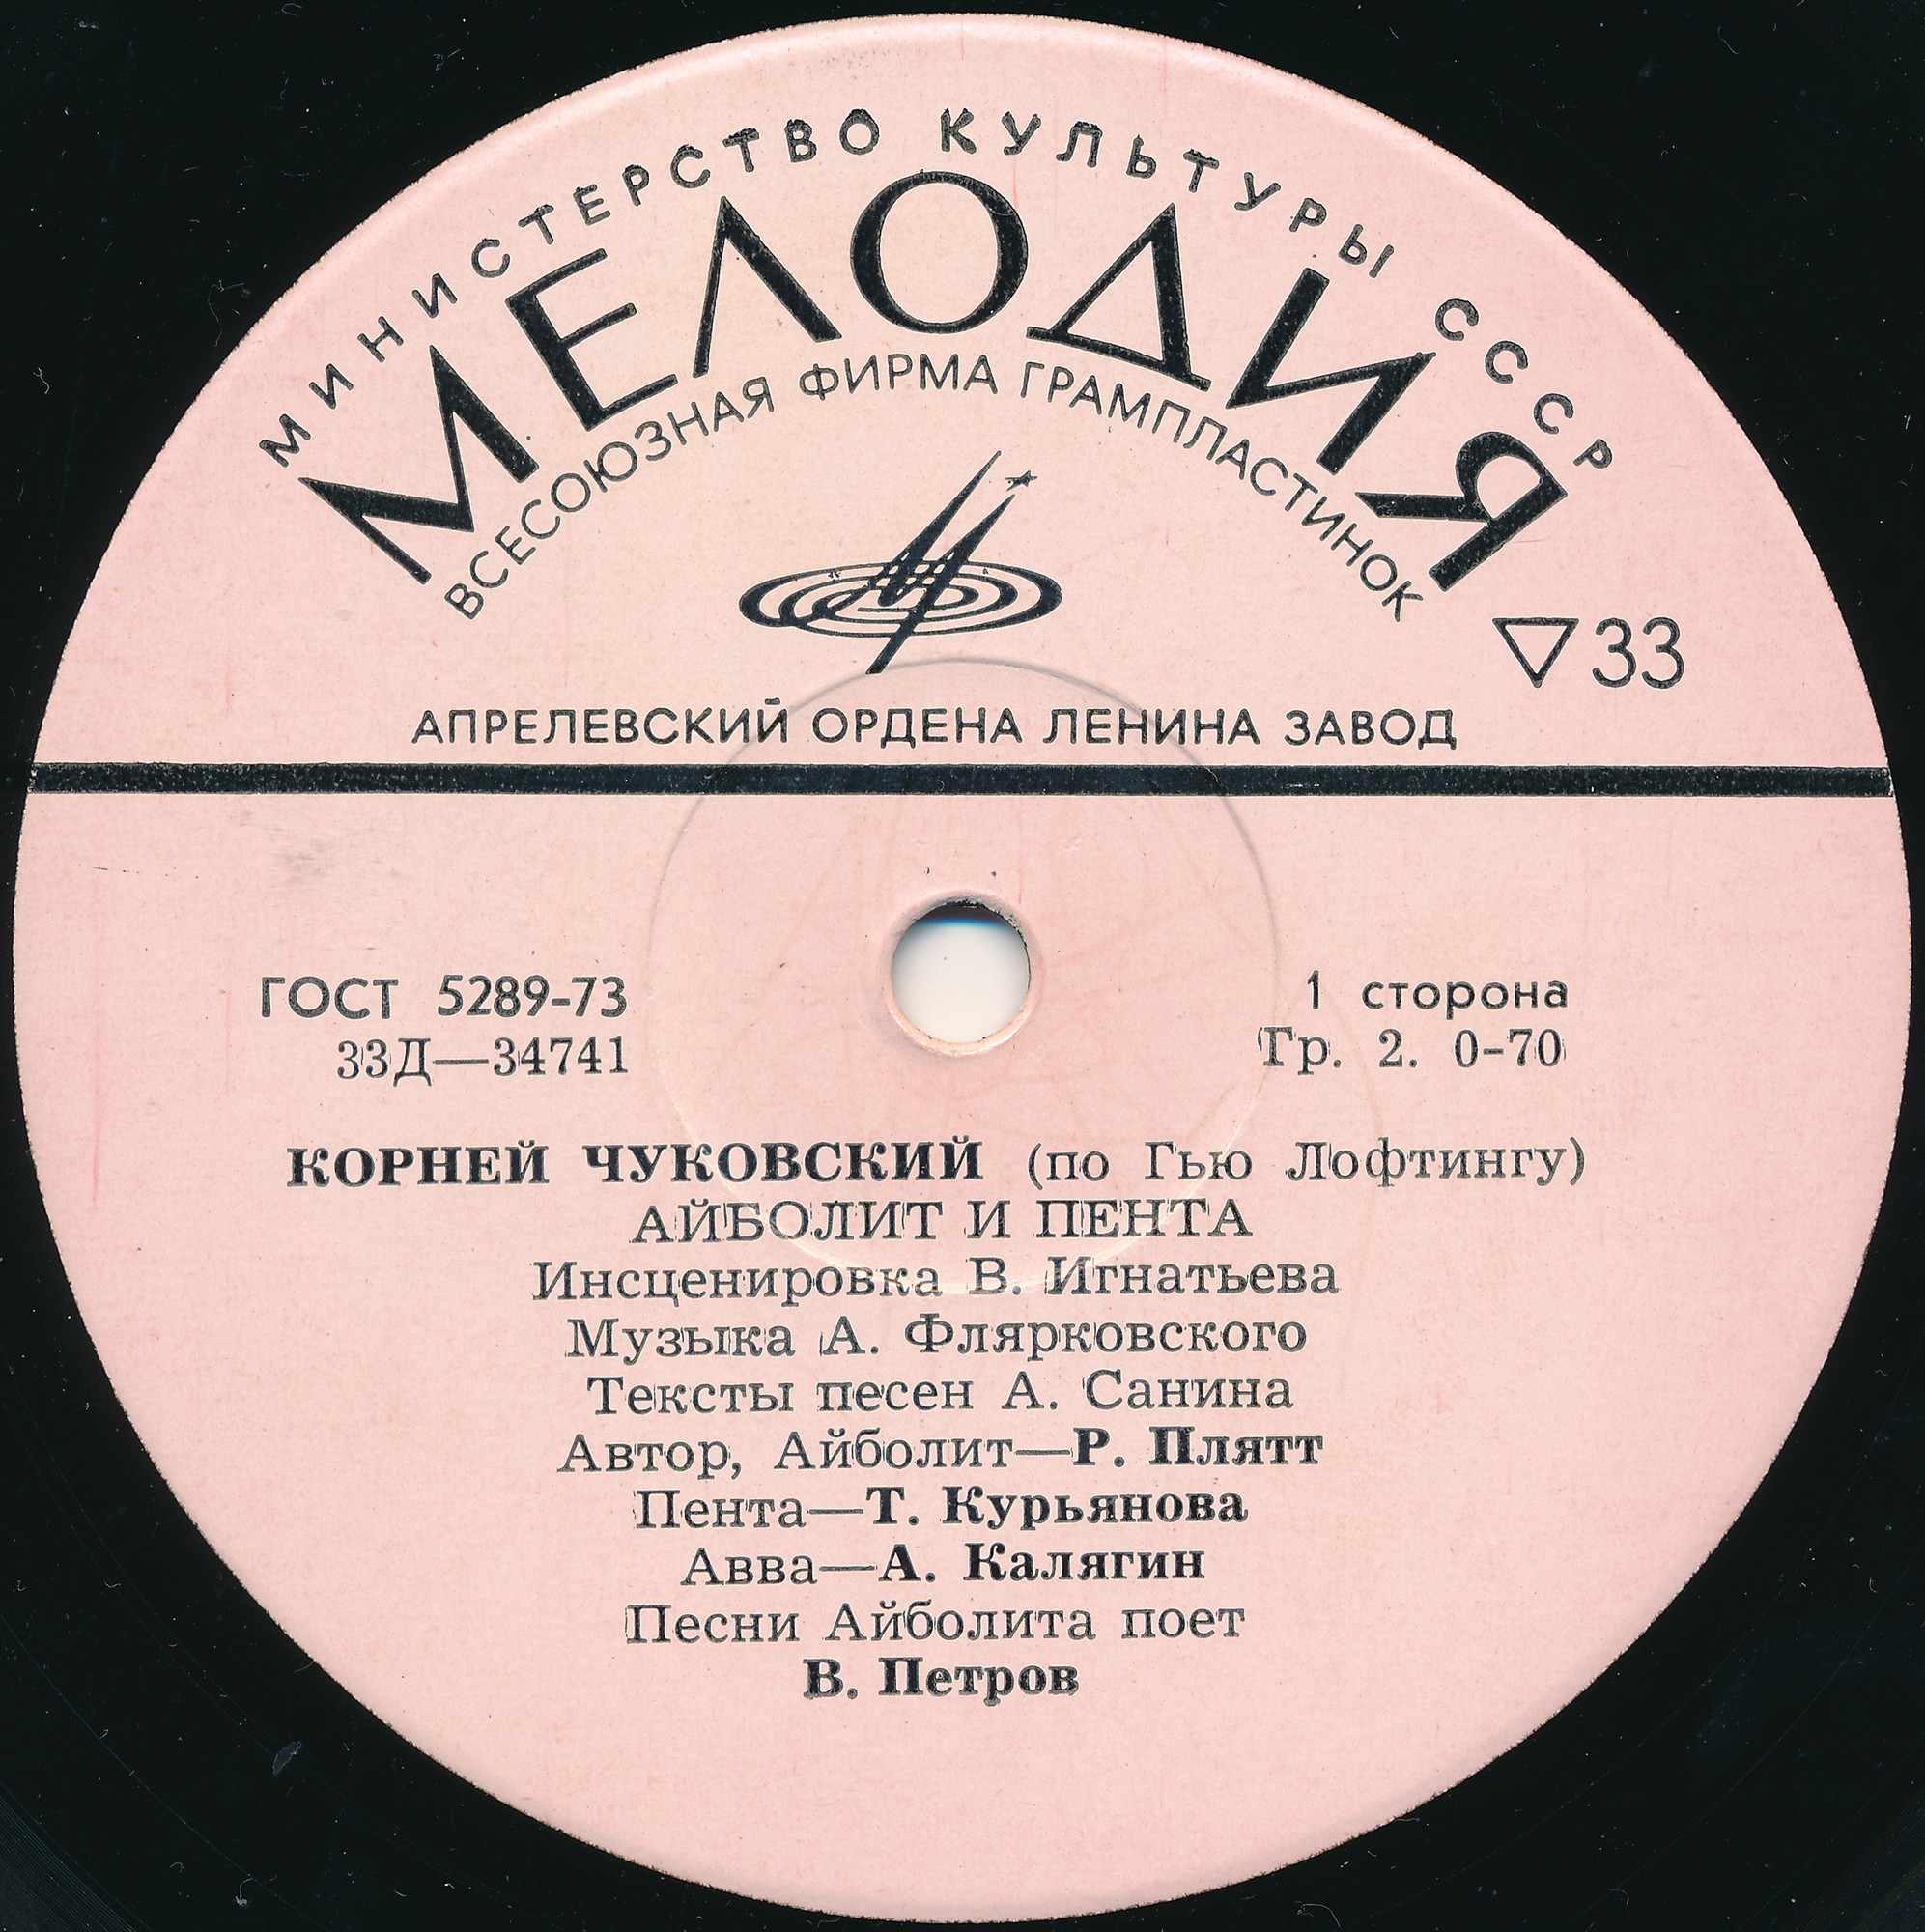 МИНИСТЕРСТВО КУЛЬТУРЫ СССР
МЕЛОДИЯ
ВСЕСОЮЗНАЯ ФИРМА ГРАМПЛАСТИНОК
▽33
АПРЕЛЕВСКИЙ ОРДЕНА ЛЕНИНА ЗАВОД
ГОСТ 5289-73
33Д—34741
1 сторона
Гр. 2. 0-70
КОРНЕЙ ЧУКОВСКИЙ (по Гью Лофтингу)
АЙБОЛИТ И ПЕНТА
Инсценировка В. Игнатьева
Музыка А. Флярковского
Тексты песен А. Санина
Автор, Айболит—Р. Плятт
Пента—Т. Курьянова
Авва—А. Калягин
Песни Айболита поет
В. Петров